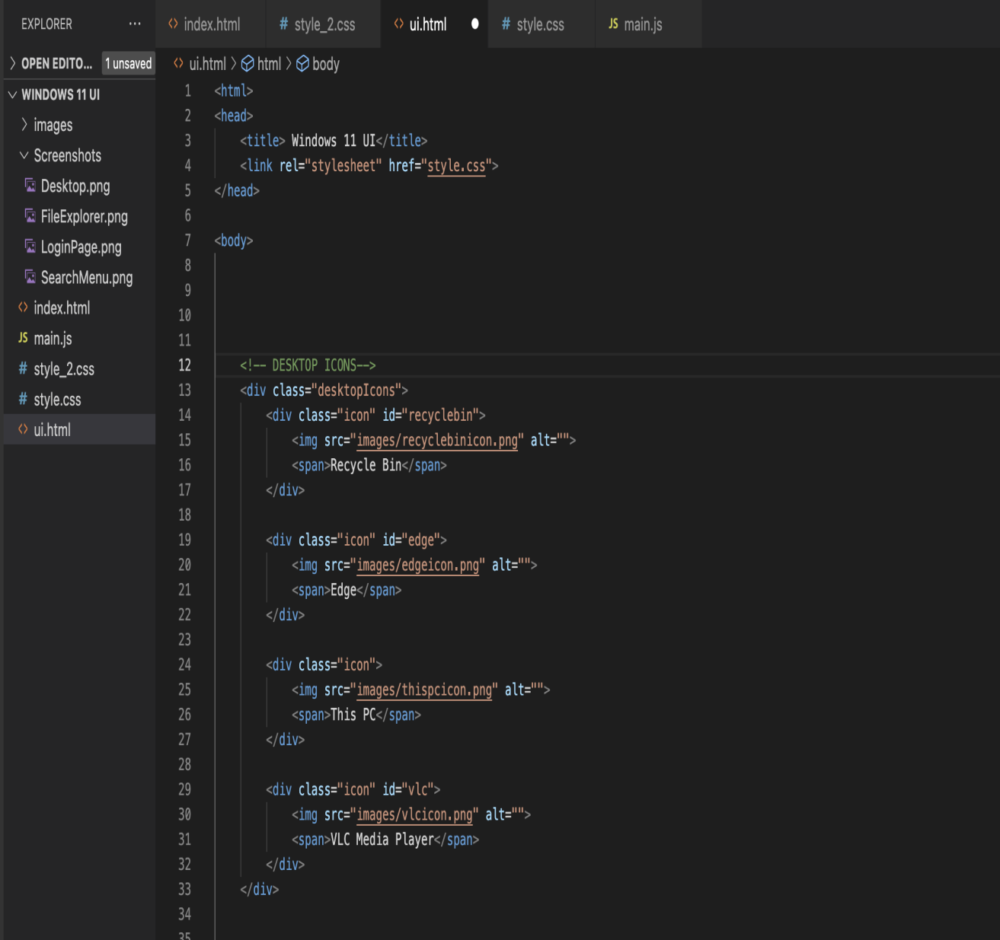 EXPLORER ...
index.html # style_2.css ui.html # style.css JS main.js
OPEN EDITO... 1 unsaved
ui.html > html > body
WINDOWS 11 UI
images
Screenshots
Desktop.png
FileExplorer.png
LoginPage.png
SearchMenu.png
index.html
JS main.js
# style_2.css
# style.css
ui.html
1 <html>
2 <head>
3 <title> Windows 11 UI</title>
4 <link rel="stylesheet" href="style.css">
5 </head>
6
7 <body>
8
9
10
11
12 <!-- DESKTOP ICONS-->
13 <div class="desktopIcons">
14 <div class="icon" id="recyclebin">
15 <img src="images/recyclebinicon.png" alt="">
16 <span>Recycle Bin</span>
17 </div>
18
19 <div class="icon" id="edge">
20 <img src="images/edgeicon.png" alt="">
21 <span>Edge</span>
22 </div>
23
24 <div class="icon">
25 <img src="images/thispcicon.png" alt="">
26 <span>This PC</span>
27 </div>
28
29 <div class="icon" id="vlc">
30 <img src="images/vlcicon.png" alt="">
31 <span>VLC Media Player</span>
32 </div>
33 </div>
34
35